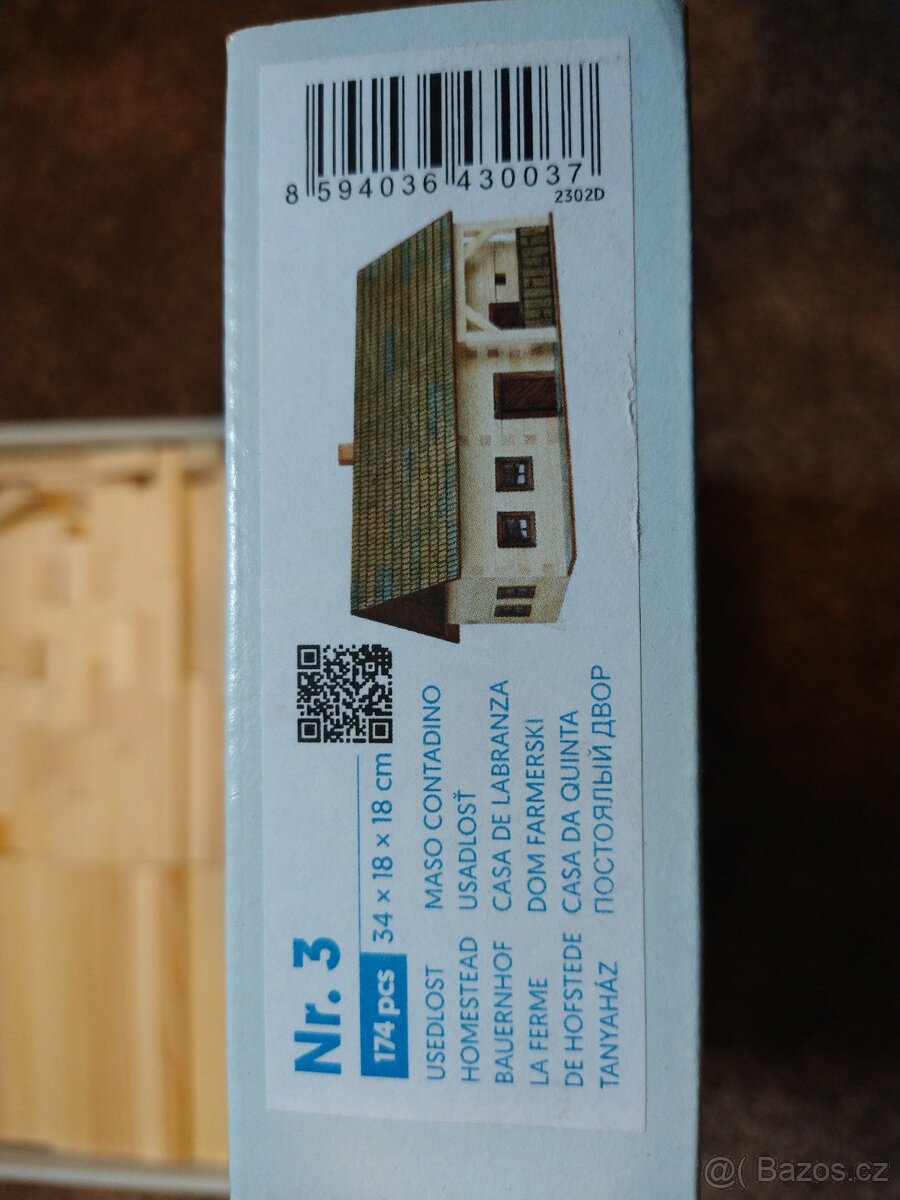 8 594036 430037
2302D
Nr. 3
174 pcs 34 × 18 × 18 cm
USEDLOST
HOMESTEAD
BAUERNHOF
LA FERME
DE HOFSTEDE
TANYAHÁZ
MASO CONTADINO
USADLOSŤ
CASA DE LABRANZA
DOM FARMERSKI
CASA DA QUINTA
ПОСТОЯЛЫЙ ДВОР
@( Bazos.cz